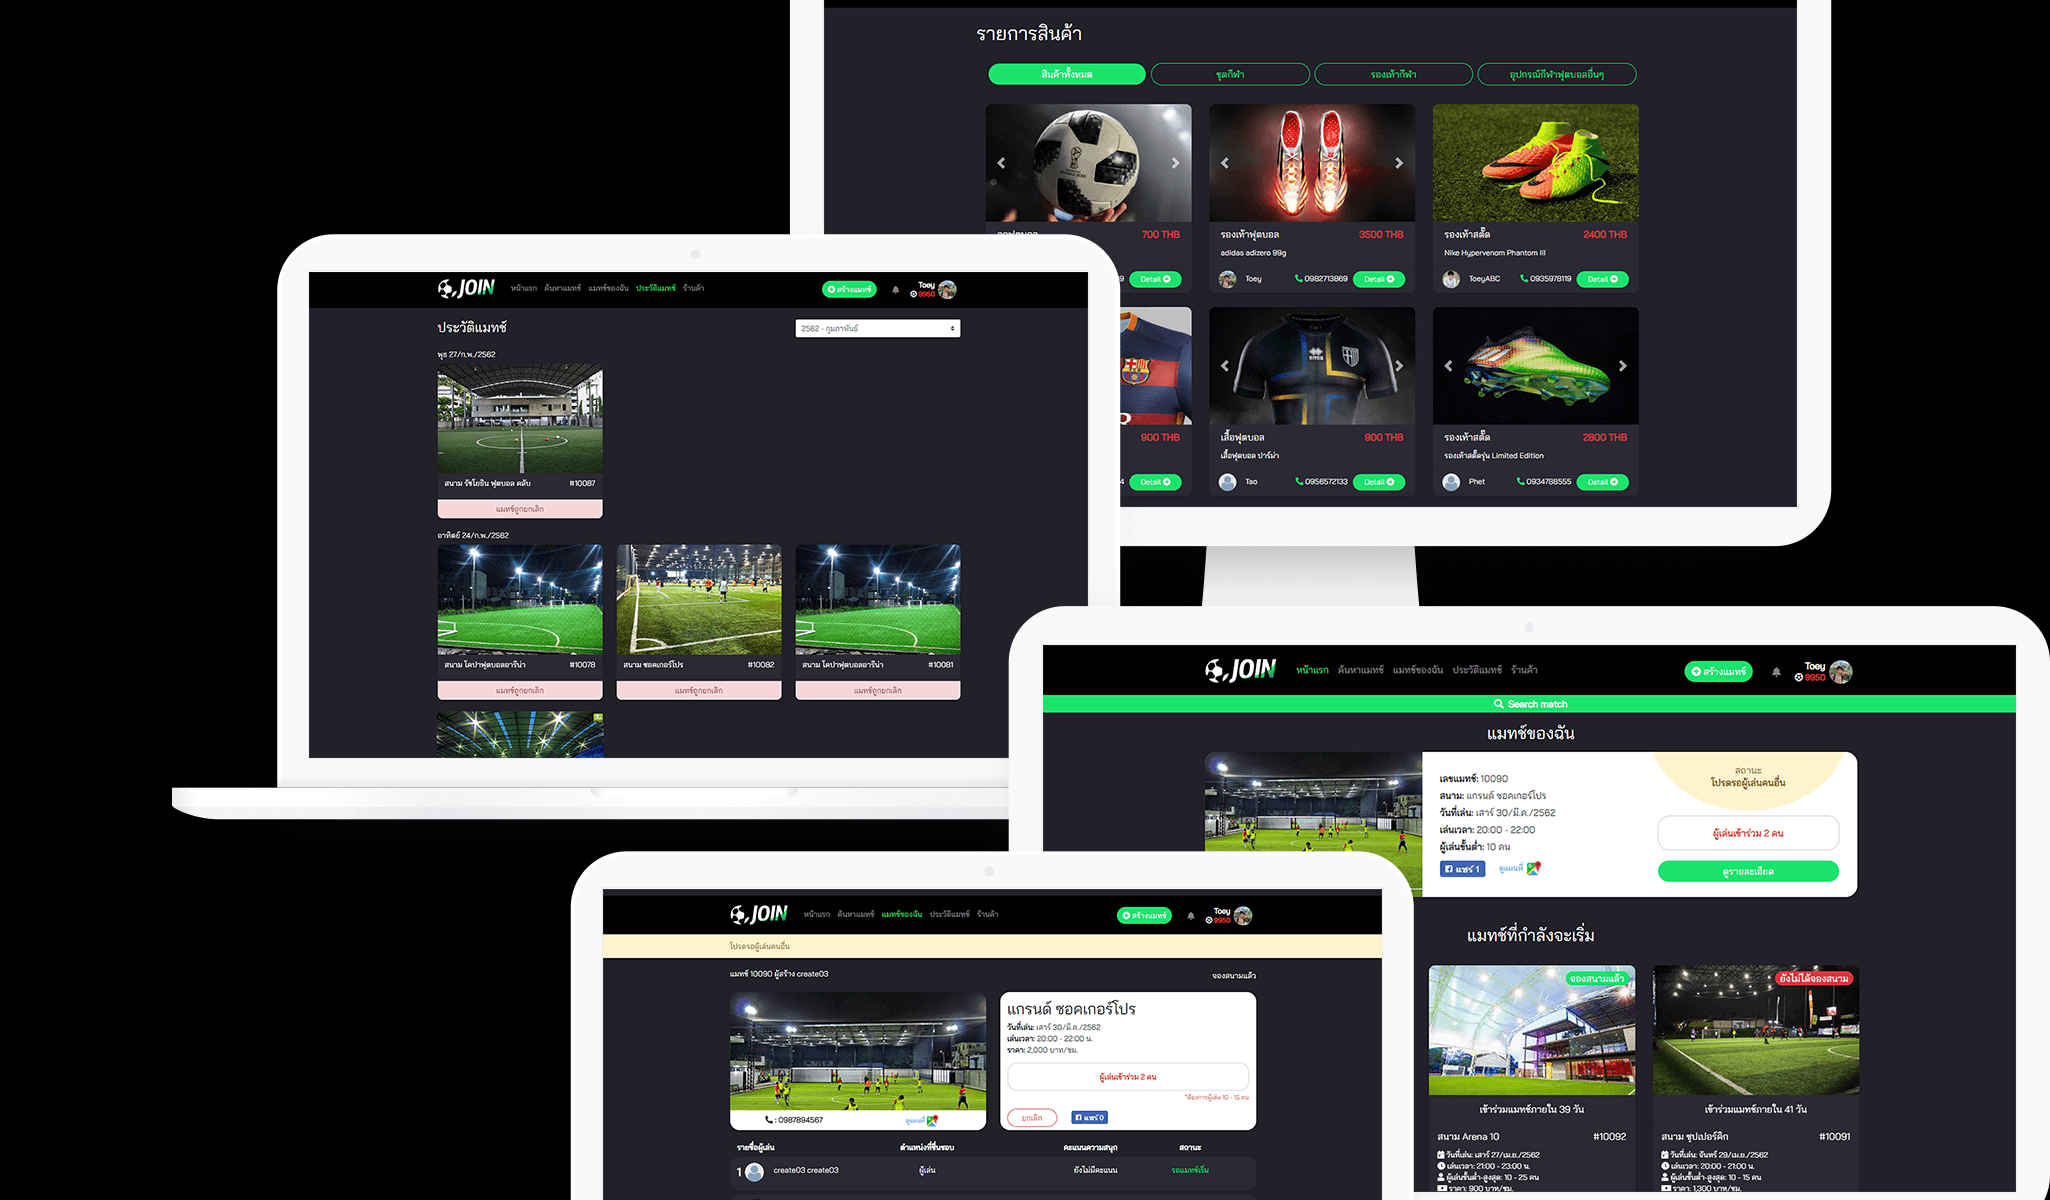 รายการสินค้า
สินค้าทั้งหมด
ชุดกีฬา
รองเท้ากีฬา
อุปกรณ์กีฬาฟุตบอลอื่นๆ
700 THB
Detail
รองเท้าฟุตบอล 3500 THB
adidas adizero 99g
Toey 0982713869 Detail
รองเท้าสตั๊ด 2400 THB
Nike Hypervenom Phantom III
ToeyABC 0935978119 Detail
900 THB
Detail
เสื้อฟุตบอล 900 THB
เสื้อฟุตบอล ปาร์ม่า
Tao 0956572133 Detail
รองเท้าสตั๊ด 2800 THB
รองเท้าสตั๊ดรุ่น Limited Edition
Phet 0934788555 Detail
JOIN หน้าแรก ค้นหาแมทช์ แมทช์ของฉัน ประวัติแมทช์ ร้านค้า
สร้างแมทช์
Toey
9950
ประวัติแมทช์
2562 - กุมภาพันธ์
พุธ 27/ก.พ./2562
สนาม รัชโยธิน ฟุตบอล คลับ #10087
แมทช์ถูกยกเลิก
อาทิตย์ 24/ก.พ./2562
สนาม โคปาฟุตบอลอารีน่า #10078
แมทช์ถูกยกเลิก
สนาม ซอคเกอร์โปร #10082
แมทช์ถูกยกเลิก
สนาม โคปาฟุตบอลอารีน่า #10081
แมทช์ถูกยกเลิก
JOIN หน้าแรก ค้นหาแมทช์ แมทช์ของฉัน ประวัติแมทช์ ร้านค้า
สร้างแมทช์
Toey
9950
Search match
แมทช์ของฉัน
เลขแมทช์: 10090
สนาม: แกรนด์ ซอคเกอร์โปร
วันที่เล่น: เสาร์ 30/มี.ค./2562
เล่นเวลา: 20:00 - 22:00
ผู้เล่นขั้นต่ำ: 10 คน
แชร์ 1 ดูแผนที่
สถานะ
โปรดรอผู้เล่นคนอื่น
ผู้เล่นเข้าร่วม 2 คน
ดูรายละเอียด
แมทช์ที่กำลังจะเริ่ม
จองสนามแล้ว
เข้าร่วมแมทช์ภายใน 39 วัน
สนาม Arena 10 #10092
วันที่เล่น: เสาร์ 27/เม.ย./2562
เล่นเวลา: 21:00 - 23:00 น.
ผู้เล่นขั้นต่ำ-สูงสุด: 10 - 25 คน
ราคา: 900 บาท/ชม.
ยังไม่ได้จองสนาม
เข้าร่วมแมทช์ภายใน 41 วัน
สนาม ซุปเปอร์คิก #10091
วันที่เล่น: จันทร์ 29/เม.ย./2562
เล่นเวลา: 20:00 - 21:00 น.
ผู้เล่นขั้นต่ำ-สูงสุด: 10 - 15 คน
ราคา: 1,300 บาท/ชม.
JOIN หน้าแรก ค้นหาแมทช์ แมทช์ของฉัน ประวัติแมทช์ ร้านค้า
สร้างแมทช์
Toey
9950
โปรดรอผู้เล่นคนอื่น
แมทช์ 10090 ผู้สร้าง create03
จองสนามแล้ว
: 0987894567 ดูแผนที่
แกรนด์ ซอคเกอร์โปร
วันที่เล่น: เสาร์ 30/มี.ค./2562
เล่นเวลา: 20:00 - 22:00 น.
ราคา: 2,000 บาท/ชม.
ผู้เล่นเข้าร่วม 2 คน
*ต้องการผู้เล่น 10 - 15 คน
ยกเลิก แชร์ 0
รายชื่อผู้เล่น ตำแหน่งที่ชื่นชอบ คะแนนความสนุก สถานะ
1 create03 create03 ผู้เล่น ยังไม่มีคะแนน รอแมทช์เริ่ม